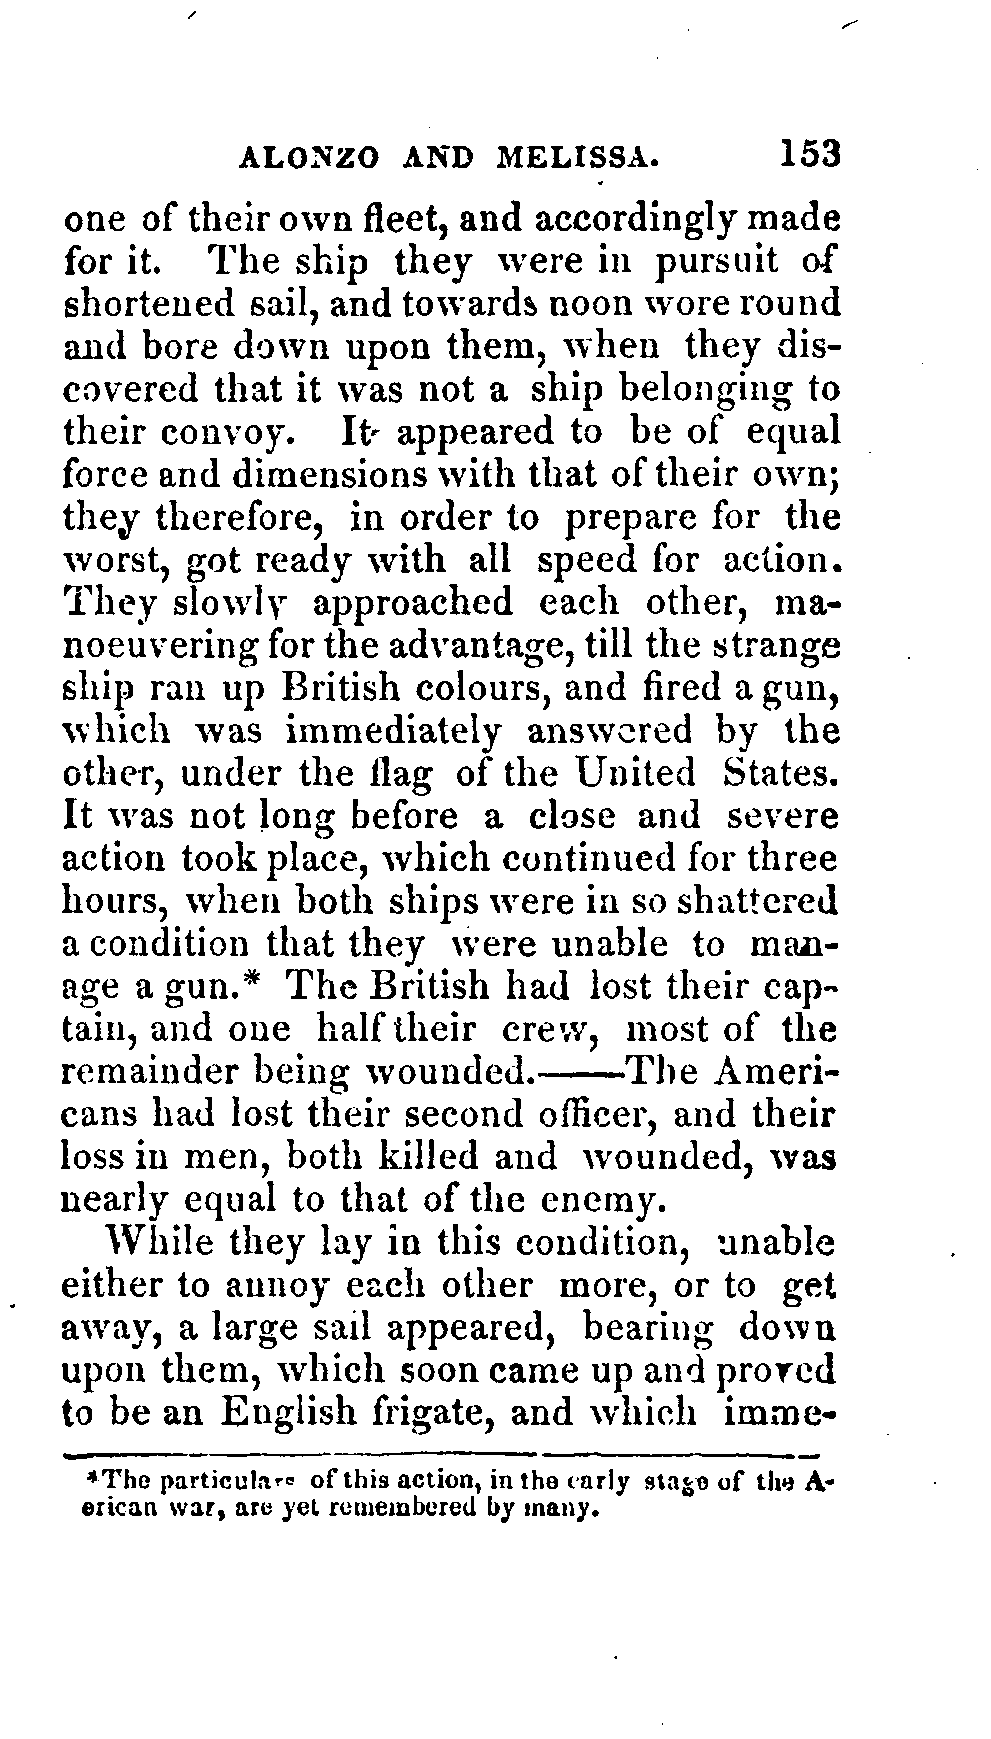 ALONZO AND MELISSA. 153
one of their own fleet, and accordingly made
for it. The ship they were in pursuit of
shortened sail, and towards noon wore round
and bore down upon them, when they dis-
covered that it was not a ship belonging to
their convoy. It appeared to be of equal
force and dimensions with that of their own;
they therefore, in order to prepare for the
worst, got ready with all speed for action.
They slowly approached each other, ma-
noeuvering for the advantage, till the strange
ship ran up British colours, and fired a gun,
which was immediately answered by the
other, under the flag of the United States.
It was not long before a close and severe
action took place, which continued for three
hours, when both ships were in so shattered
a condition that they were unable to man-
age a gun.* The British had lost their cap-
tain, and one half their crew, most of the
remainder being wounded.——The Ameri-
cans had lost their second officer, and their
loss in men, both killed and wounded, was
nearly equal to that of the enemy.
While they lay in this condition, unable
either to annoy each other more, or to get
away, a large sail appeared, bearing down
upon them, which soon came up and proved
to be an English frigate, and which imme-
*The particulars of this action, in the early stage of the A-
erican war, are yet remembered by many.